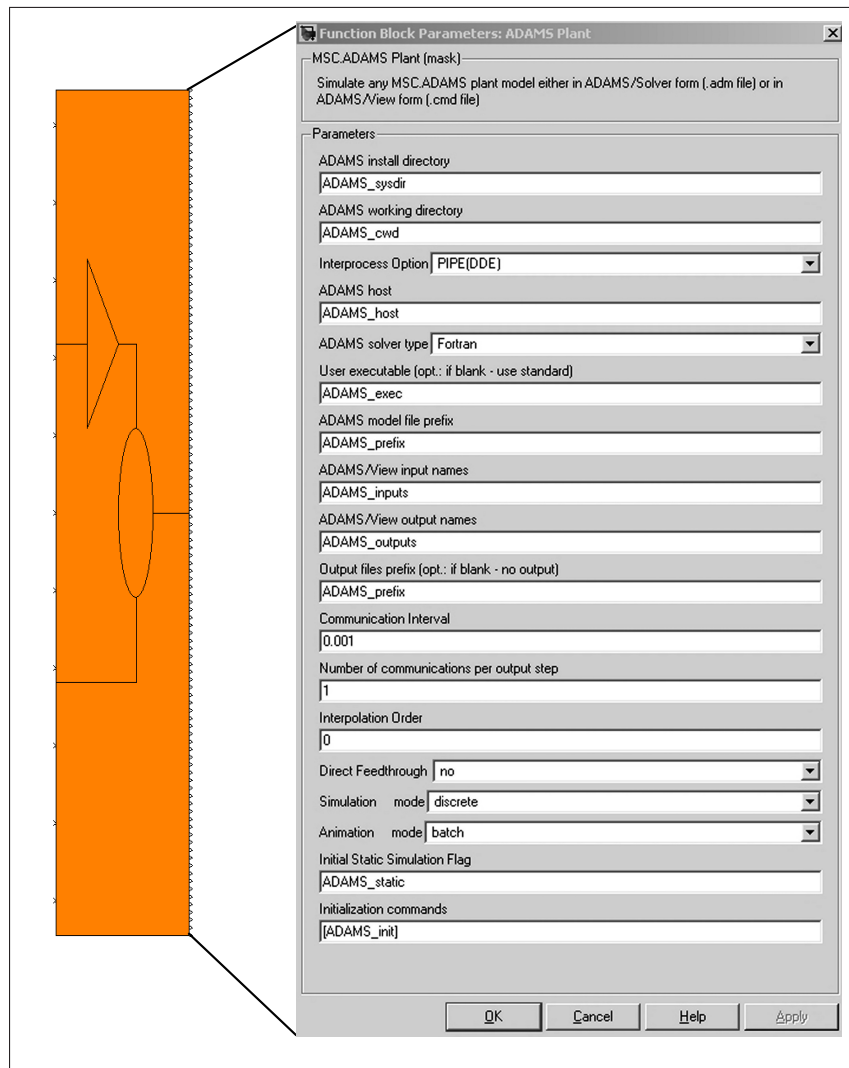 Function Block Parameters: ADAMS Plant
MSC.ADAMS Plant (mask)
Simulate any MSC.ADAMS plant model either in ADAMS/Solver form (.adm file) or in
ADAMS/View form (.cmd file)
Parameters
ADAMS install directory
ADAMS_sysdir
ADAMS working directory
ADAMS_cwd
Interprocess Option PIPE(DDE)
ADAMS host
ADAMS_host
ADAMS solver type Fortran
User executable (opt.: if blank - use standard)
ADAMS_exec
ADAMS model file prefix
ADAMS_prefix
ADAMS/View input names
ADAMS_inputs
ADAMS/View output names
ADAMS_outputs
Output files prefix (opt.: if blank - no output)
ADAMS_prefix
Communication Interval
0.001
Number of communications per output step
1
Interpolation Order
0
Direct Feedthrough no
Simulation mode discrete
Animation mode batch
Initial Static Simulation Flag
ADAMS_static
Initialization commands
[ADAMS_init]
OK Cancel Help Apply